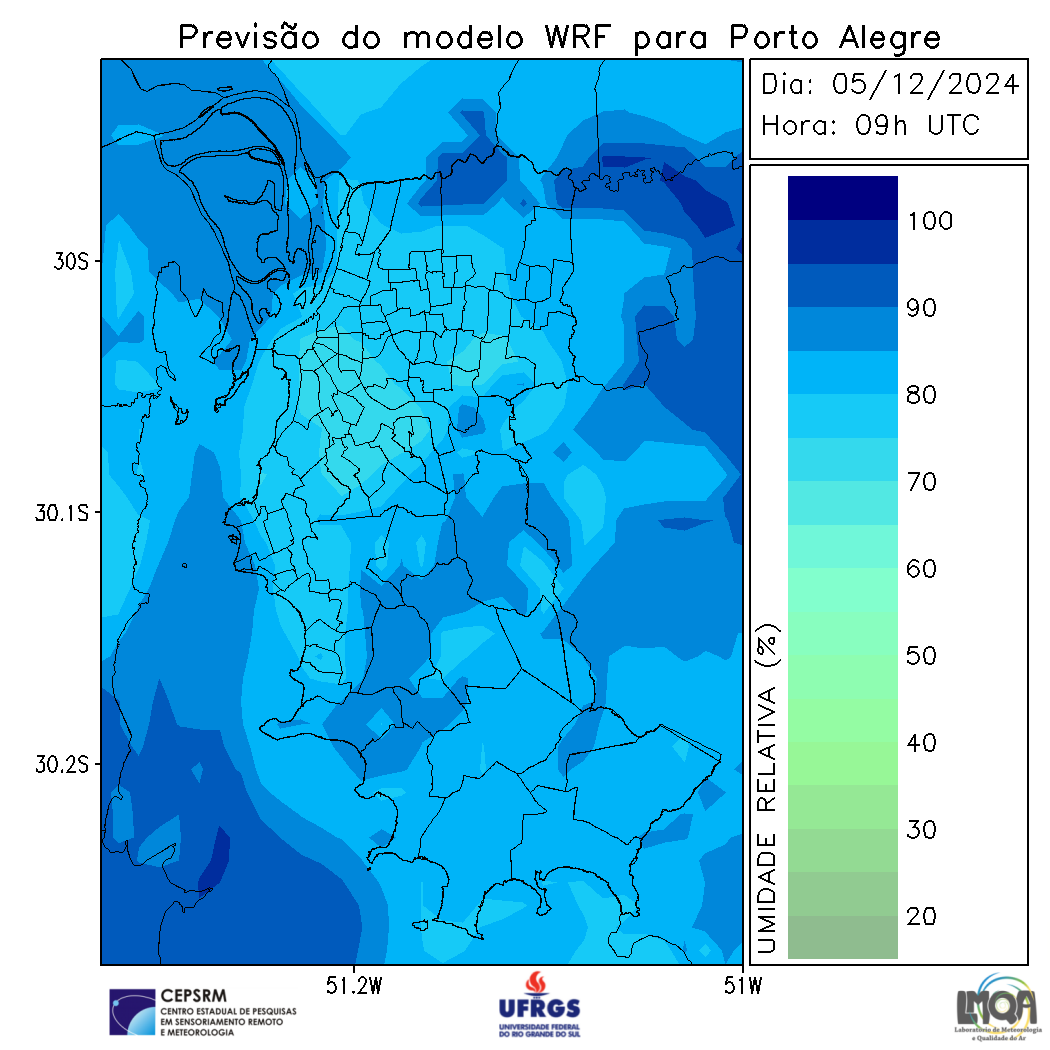 Previsão do modelo WRF para Porto Alegre
Dia: 05/12/2024
Hora: 09h UTC
30S
30.1S
30.2S
51.2W
51W
100
90
80
70
60
50
40
30
20
UMIDADE RELATIVA (%)
CEPSRM
CENTRO ESTADUAL DE PESQUISAS
EM SENSORIAMENTO REMOTO
E METEOROLOGIA
UFRGS
UNIVERSIDADE FEDERAL
DO RIO GRANDE DO SUL
LMQA
Laboratório de Meteorologia
e Qualidade do Ar